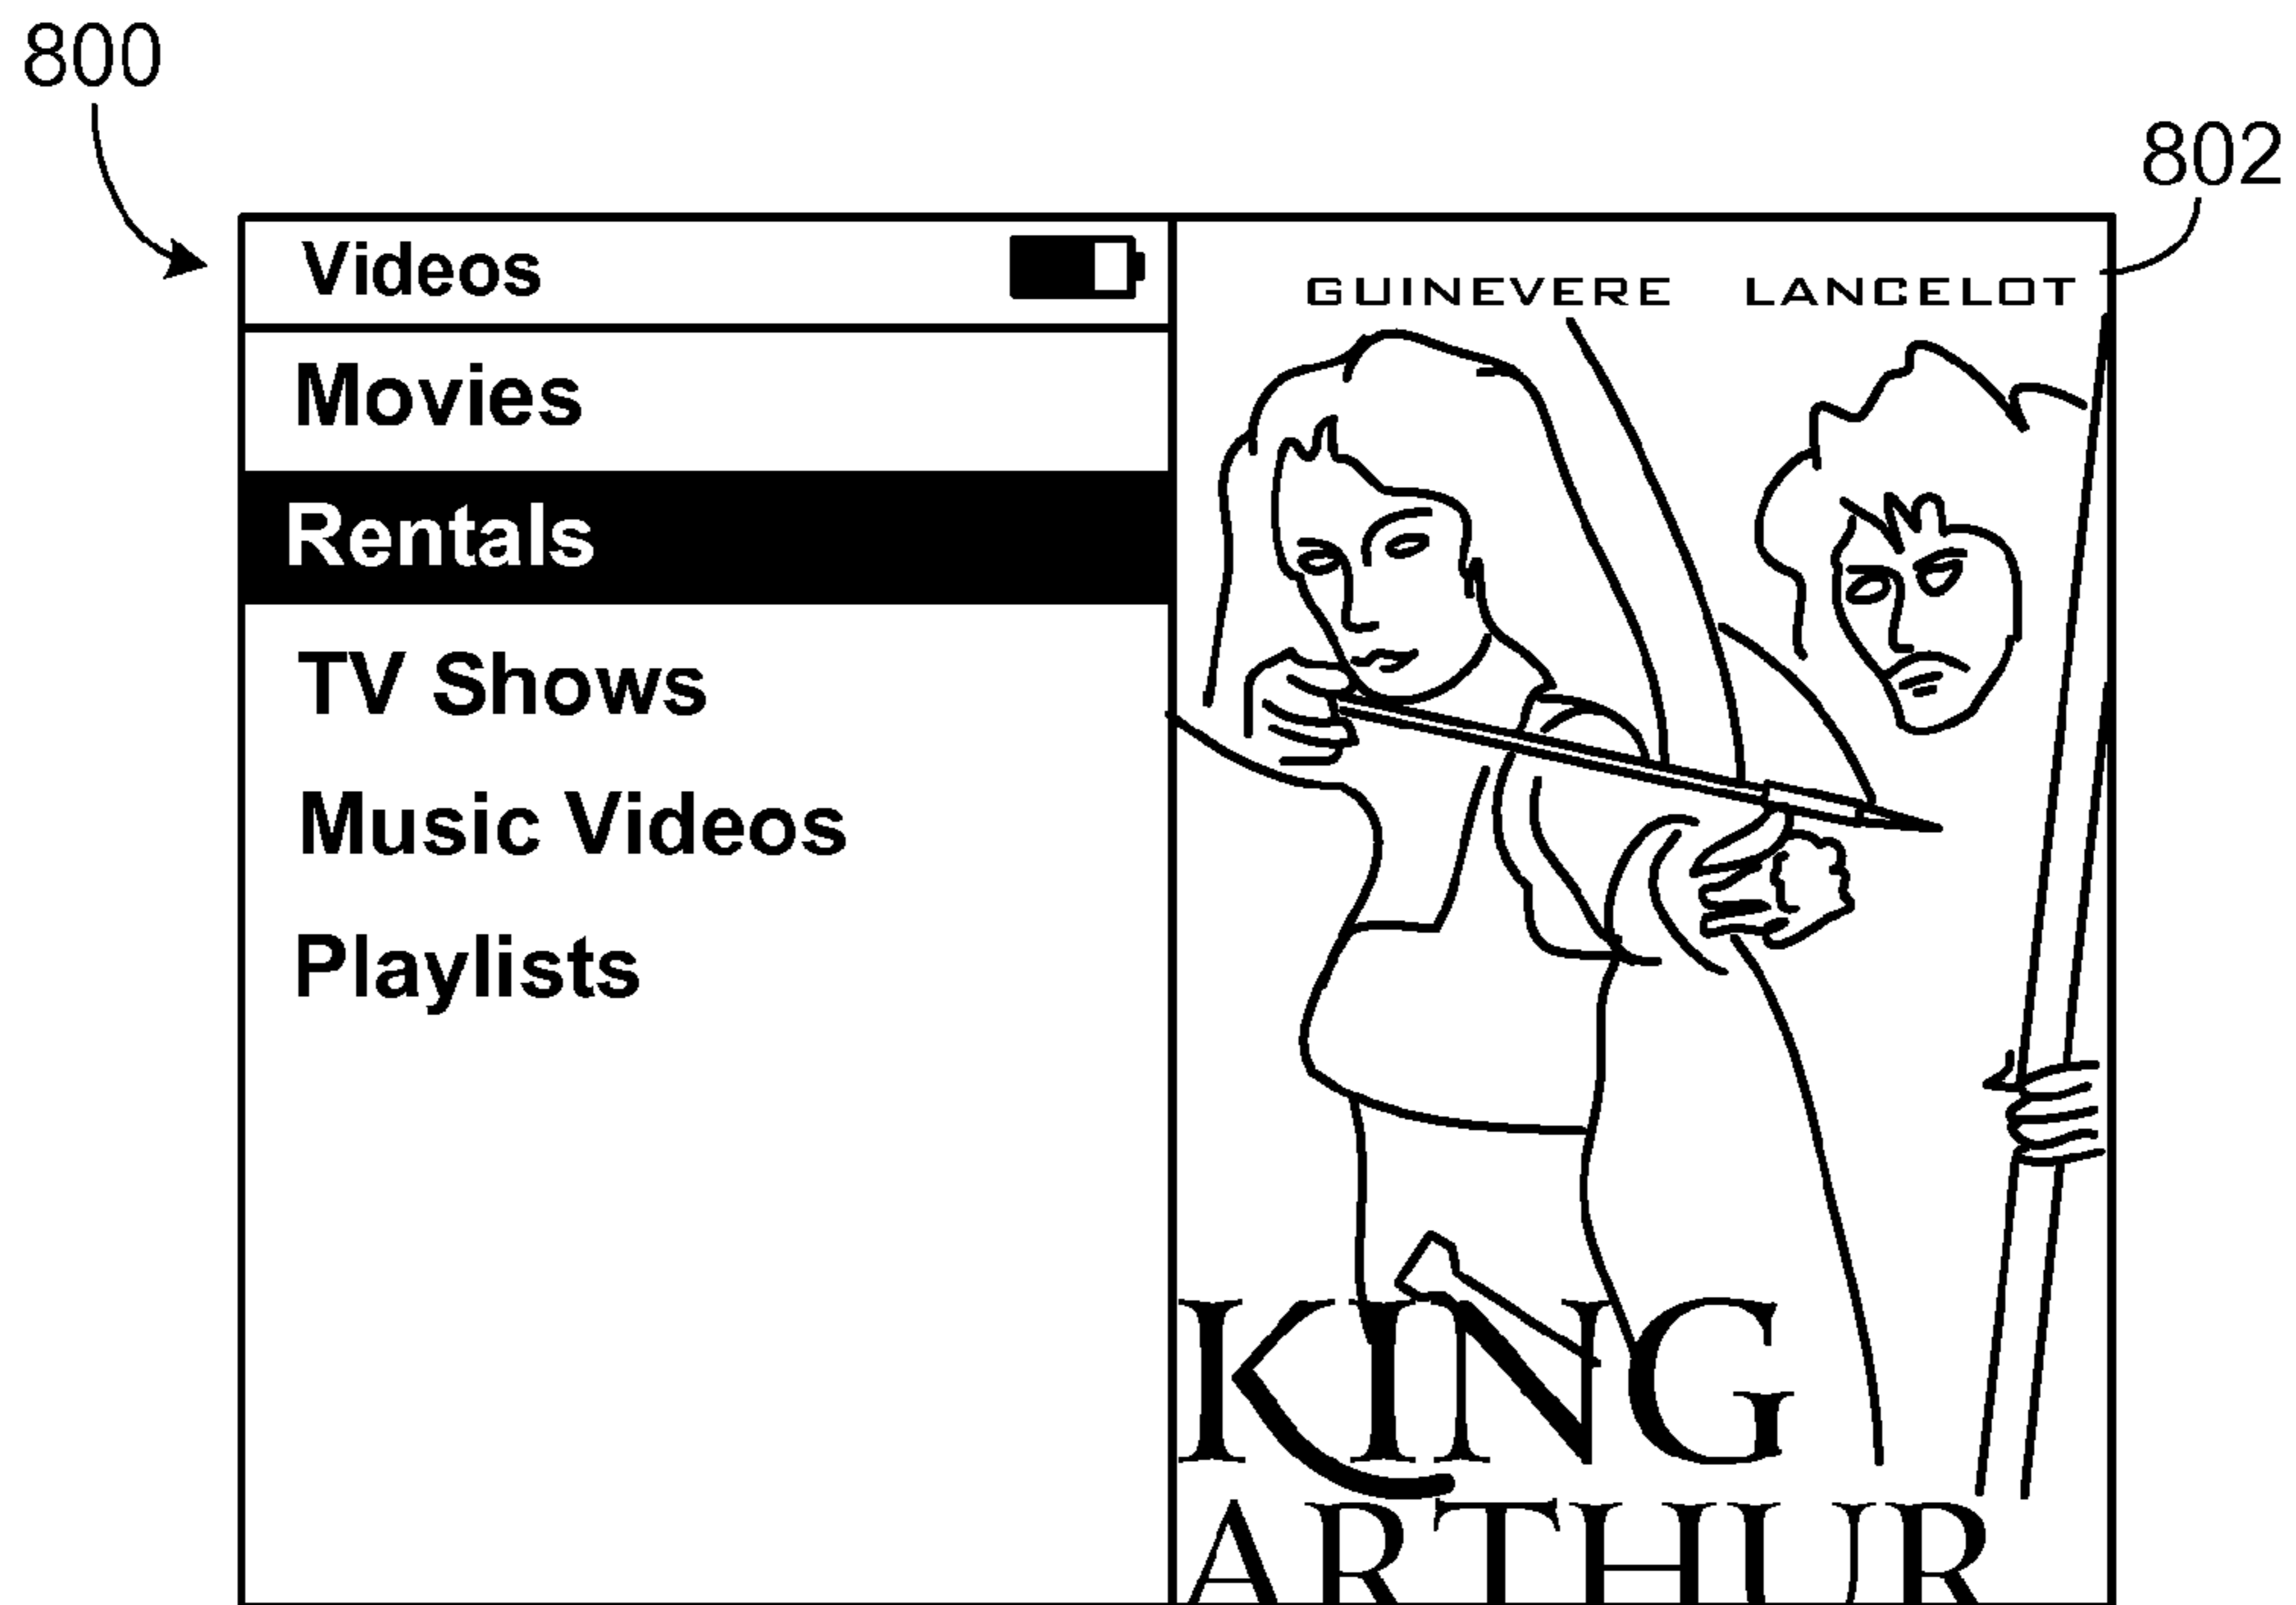 800
802
Videos
GUINEVERE LANCELOT
Movies
Rentals
TV Shows
Music Videos
Playlists
KING
ARTHUR